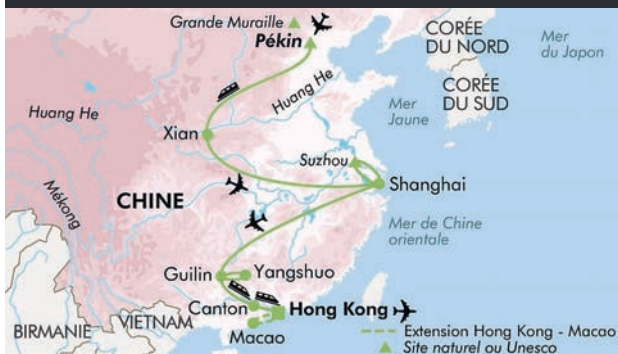 Grande Muraille
Pékin
CORÉE
DU NORD
Mer
du Japon
CORÉE
DU SUD
Huang He
Huang He
Mer
Jaune
Xian
Suzhou
Shanghai
CHINE
Mékong
Mer de Chine
orientale
Guilin
Yangshuo
Canton
Hong Kong
Macao
BIRMANIE
VIETNAM
Extension Hong Kong - Macao
Site naturel ou Unesco